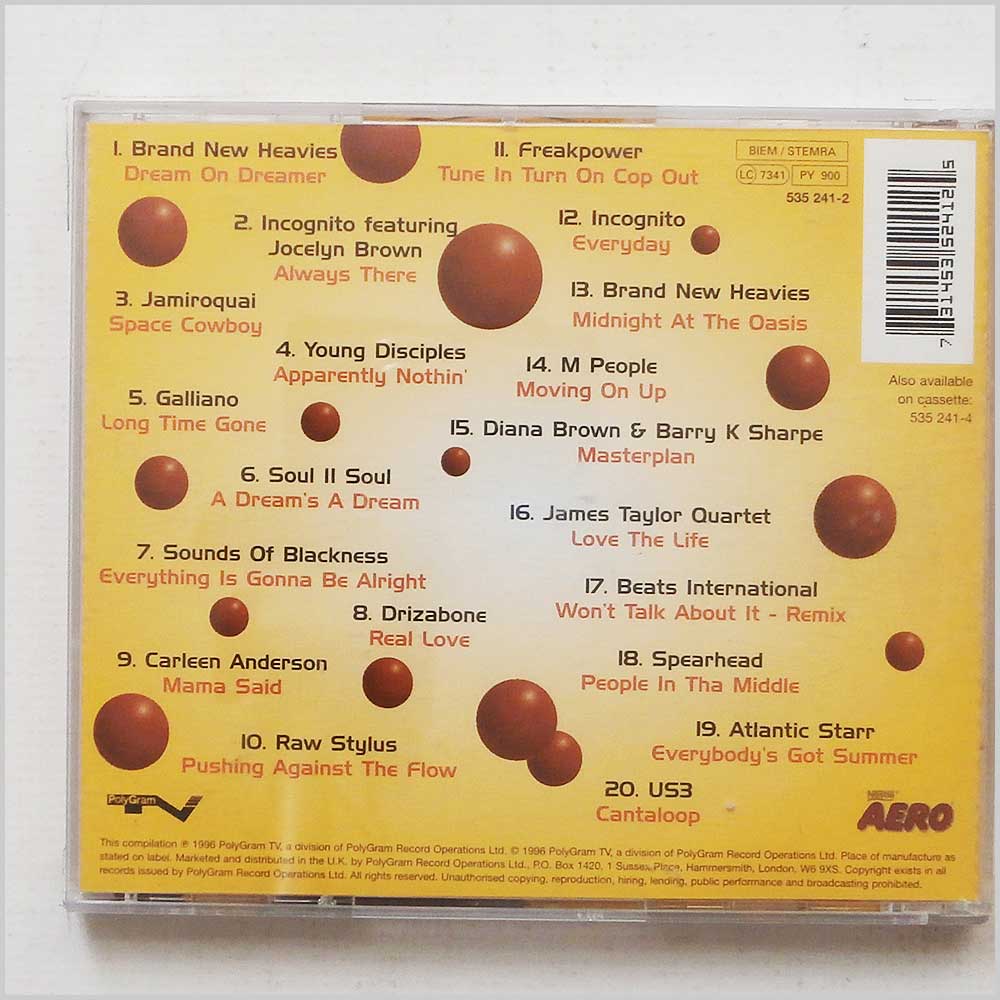 1. Brand New Heavies
Dream On Dreamer
2. Incognito featuring
Jocelyn Brown
Always There
3. Jamiroquai
Space Cowboy
4. Young Disciples
Apparently Nothin'
5. Galliano
Long Time Gone
6. Soul II Soul
A Dream's A Dream
7. Sounds Of Blackness
Everything Is Gonna Be Alright
8. Drizabone
Real Love
9. Carleen Anderson
Mama Said
10. Raw Stylus
Pushing Against The Flow
11. Freakpower
Tune In Turn On Cop Out
12. Incognito
Everyday
13. Brand New Heavies
Midnight At The Oasis
14. M People
Moving On Up
15. Diana Brown & Barry K Sharpe
Masterplan
16. James Taylor Quartet
Love The Life
17. Beats International
Won't Talk About It - Remix
18. Spearhead
People In Tha Middle
19. Atlantic Starr
Everybody's Got Summer
20. US3
Cantaloop
BIEM / STEMRA
LC 7341 PY 900
535 241-2
7 31453 52412 5
Also available
on cassette:
535 241-4
PolyGram
TV
Nestlé
AERO
This compilation ℗ 1996 PolyGram TV, a division of PolyGram Record Operations Ltd. © 1996 PolyGram TV, a division of PolyGram Record Operations Ltd. Place of manufacture as
stated on label. Marketed and distributed in the U.K. by PolyGram Record Operations Ltd., P.O. Box 1420, 1 Sussex Place, Hammersmith, London, W6 9XS. Copyright exists in all
records issued by PolyGram Record Operations Ltd. All rights reserved. Unauthorised copying, reproduction, hiring, lending, public performance and broadcasting prohibited.